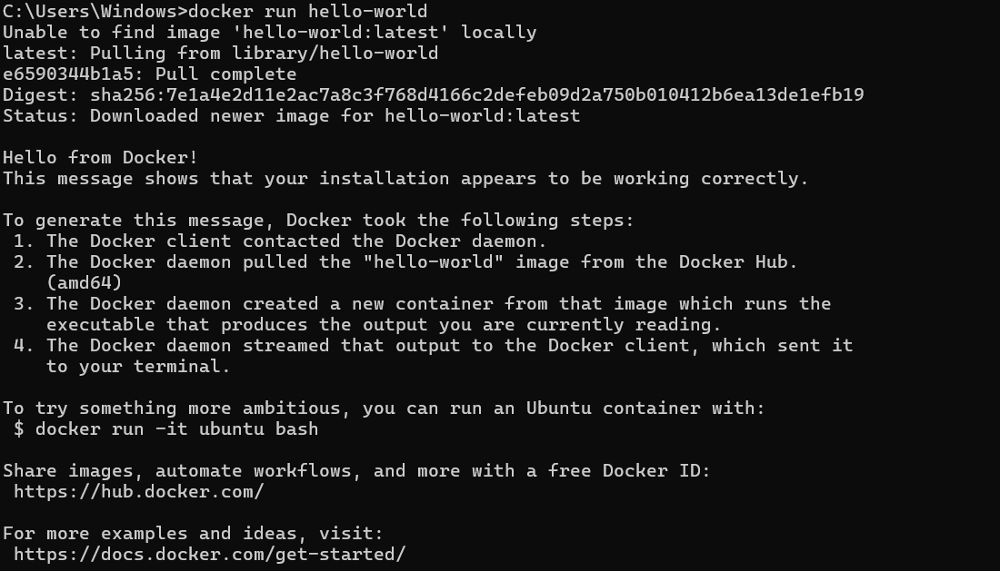 C:\Users\Windows>docker run hello-world
Unable to find image 'hello-world:latest' locally
latest: Pulling from library/hello-world
e6590344b1a5: Pull complete
Digest: sha256:7e1a4e2d11e2ac7a8c3f768d4166c2defeb09d2a750b010412b6ea13de1efb19
Status: Downloaded newer image for hello-world:latest

Hello from Docker!
This message shows that your installation appears to be working correctly.

To generate this message, Docker took the following steps:
 1. The Docker client contacted the Docker daemon.
 2. The Docker daemon pulled the "hello-world" image from the Docker Hub.
    (amd64)
 3. The Docker daemon created a new container from that image which runs the
    executable that produces the output you are currently reading.
 4. The Docker daemon streamed that output to the Docker client, which sent it
    to your terminal.

To try something more ambitious, you can run an Ubuntu container with:
 $ docker run -it ubuntu bash

Share images, automate workflows, and more with a free Docker ID:
 https://hub.docker.com/

For more examples and ideas, visit:
 https://docs.docker.com/get-started/